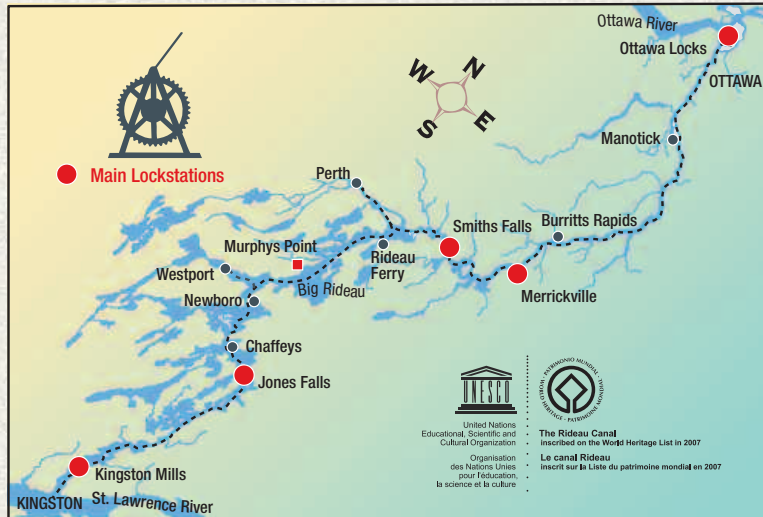 Ottawa River
Ottawa Locks
OTTAWA
N
W
E
S
Manotick
Main Lockstations
Perth
Smiths Falls
Burritts Rapids
Murphys Point
Rideau
Ferry
Westport
Big Rideau
Merrickville
Newboro
Chaffeys
Jones Falls
UNESCO
United Nations
Educational, Scientific and
Cultural Organization
Organisation
des Nations Unies
pour l'éducation,
la science et la culture
WORLD HERITAGE • PATRIMOINE MONDIAL • PATRIMONIO MUNDIAL •
The Rideau Canal
inscribed on the World Heritage List in 2007
Le canal Rideau
inscrit sur la Liste du patrimoine mondial en 2007
Kingston Mills
KINGSTON
St. Lawrence River